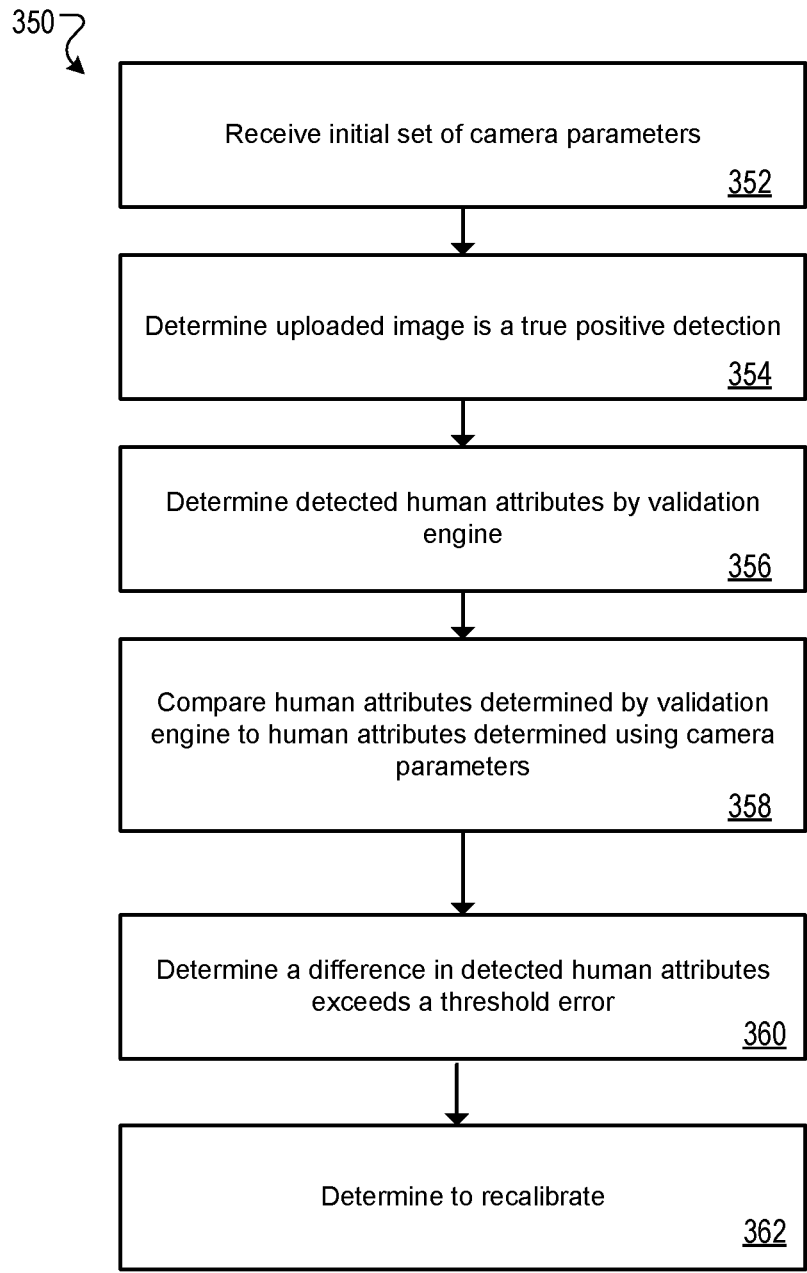 350
Receive initial set of camera parameters
352
Determine uploaded image is a true positive detection
354
Determine detected human attributes by validation
engine
356
Compare human attributes determined by validation
engine to human attributes determined using camera
parameters
358
Determine a difference in detected human attributes
exceeds a threshold error
360
Determine to recalibrate
362